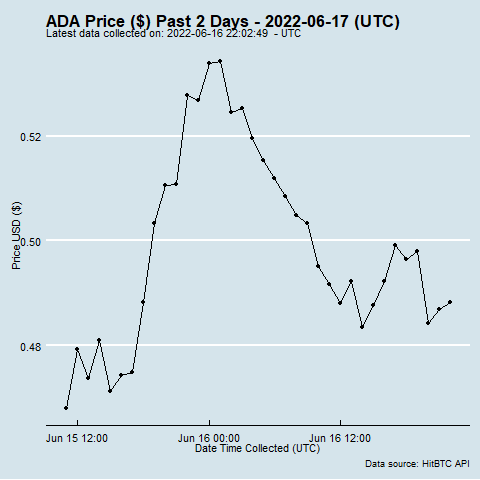 ADA Price ($) Past 2 Days - 2022-06-17 (UTC)
Latest data collected on: 2022-06-16 22:02:49  - UTC
0.52
0.50
0.48
Price USD ($)
Jun 15 12:00
Jun 16 00:00
Jun 16 12:00
Date Time Collected (UTC)
Data source: HitBTC API